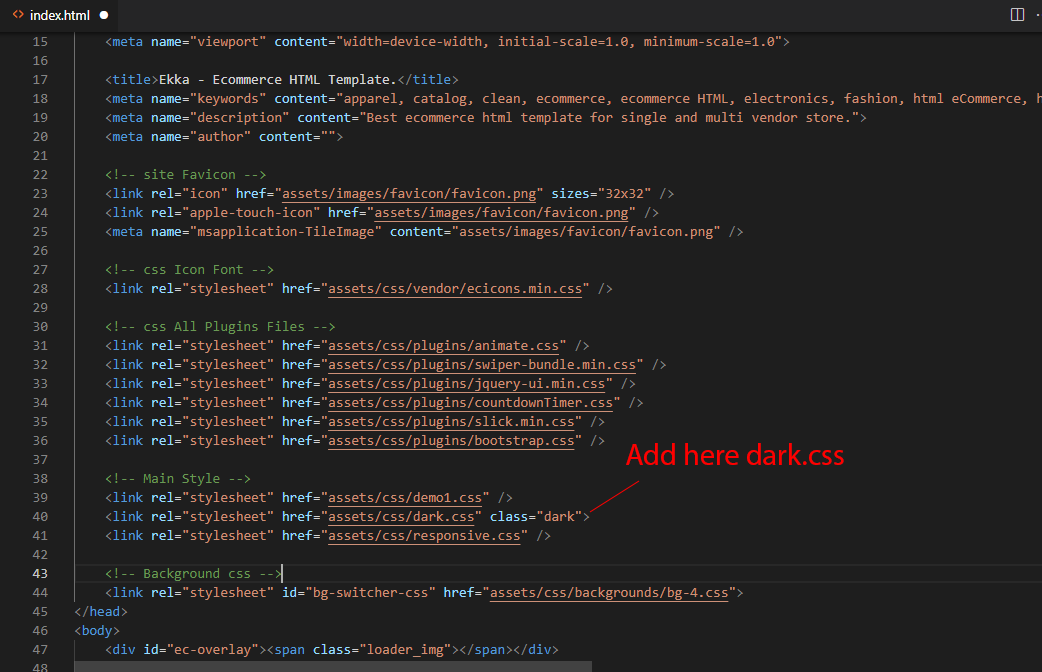 <> index.html ●
15 <meta name="viewport" content="width=device-width, initial-scale=1.0, minimum-scale=1.0">
16
17 <title>Ekka - Ecommerce HTML Template.</title>
18 <meta name="keywords" content="apparel, catalog, clean, ecommerce, ecommerce HTML, electronics, fashion, html eCommerce, h
19 <meta name="description" content="Best ecommerce html template for single and multi vendor store.">
20 <meta name="author" content="">
21
22 <!-- site Favicon -->
23 <link rel="icon" href="assets/images/favicon/favicon.png" sizes="32x32" />
24 <link rel="apple-touch-icon" href="assets/images/favicon/favicon.png" />
25 <meta name="msapplication-TileImage" content="assets/images/favicon/favicon.png" />
26
27 <!-- css Icon Font -->
28 <link rel="stylesheet" href="assets/css/vendor/ecicons.min.css" />
29
30 <!-- css All Plugins Files -->
31 <link rel="stylesheet" href="assets/css/plugins/animate.css" />
32 <link rel="stylesheet" href="assets/css/plugins/swiper-bundle.min.css" />
33 <link rel="stylesheet" href="assets/css/plugins/jquery-ui.min.css" />
34 <link rel="stylesheet" href="assets/css/plugins/countdownTimer.css" />
35 <link rel="stylesheet" href="assets/css/plugins/slick.min.css" />
36 <link rel="stylesheet" href="assets/css/plugins/bootstrap.css" />
37
Add here dark.css
38 <!-- Main Style -->
39 <link rel="stylesheet" href="assets/css/demo1.css" />
40 <link rel="stylesheet" href="assets/css/dark.css" class="dark">
41 <link rel="stylesheet" href="assets/css/responsive.css" />
42
43 <!-- Background css -->
44 <link rel="stylesheet" id="bg-switcher-css" href="assets/css/backgrounds/bg-4.css">
45 </head>
46 <body>
47 <div id="ec-overlay"><span class="loader_img"></span></div>
48